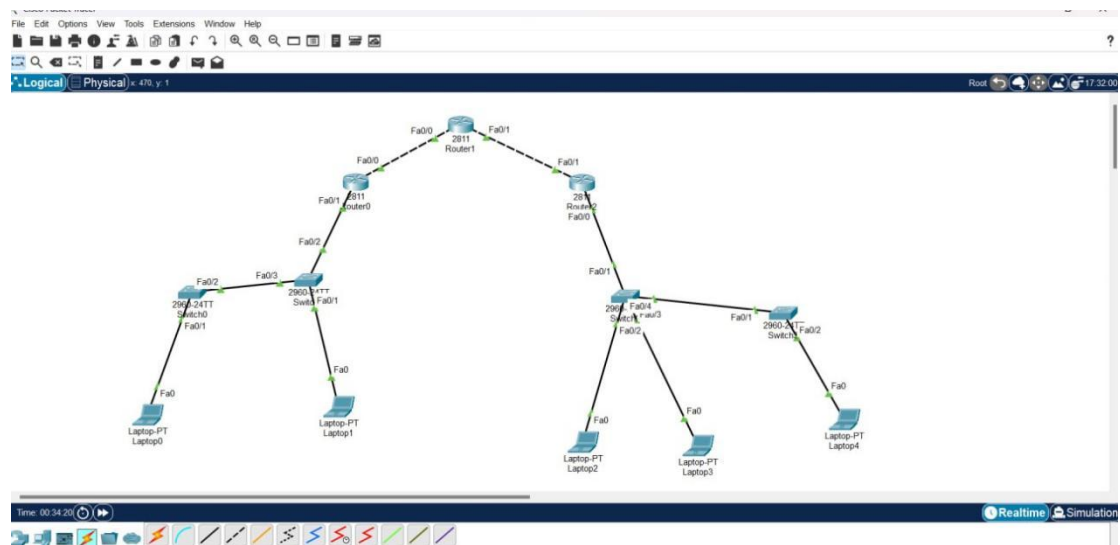 File Edit Options View Tools Extensions Window Help
?
Logical Physical x: 470, y: 1 Root 17:32:00
Fa0/0 Fa0/1
2811
Router1
Fa0/0 Fa0/1
2811
Fa0/1
Fa0/0
Fa0/2
Fa0/1
Fa0/2 Fa0/3
2960-24TT
Switch0
Fa0/1
Fa0/1
Fa0/4
Fa0/3
Fa0/2
Fa0/1
Fa0/2
Fa0
Laptop-PT
Laptop0
Fa0
Laptop-PT
Laptop1
Fa0
Laptop-PT
Laptop2
Fa0
Laptop-PT
Laptop3
Fa0
Laptop-PT
Laptop4
Time: 00:34:20 Realtime Simulation